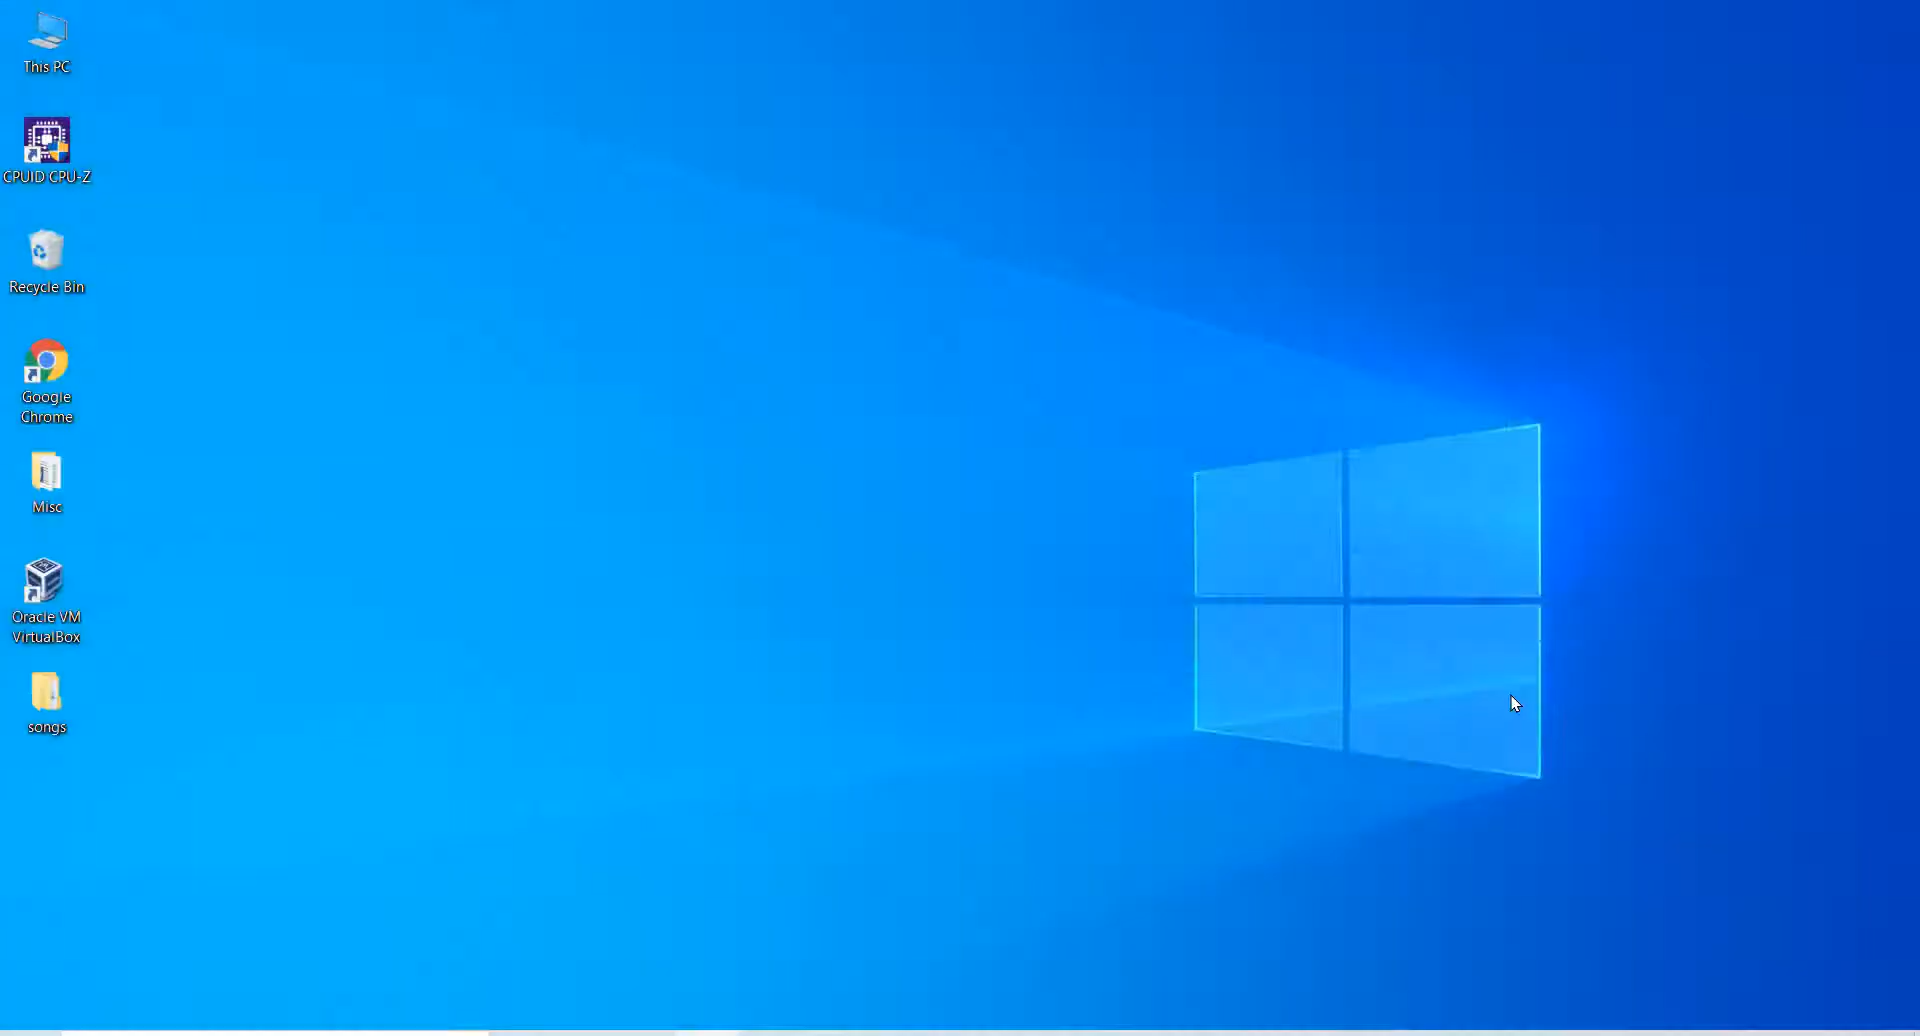 This PC
CPUID CPU-Z
Recycle Bin
Google
Chrome
Misc
Oracle VM
VirtualBox
songs